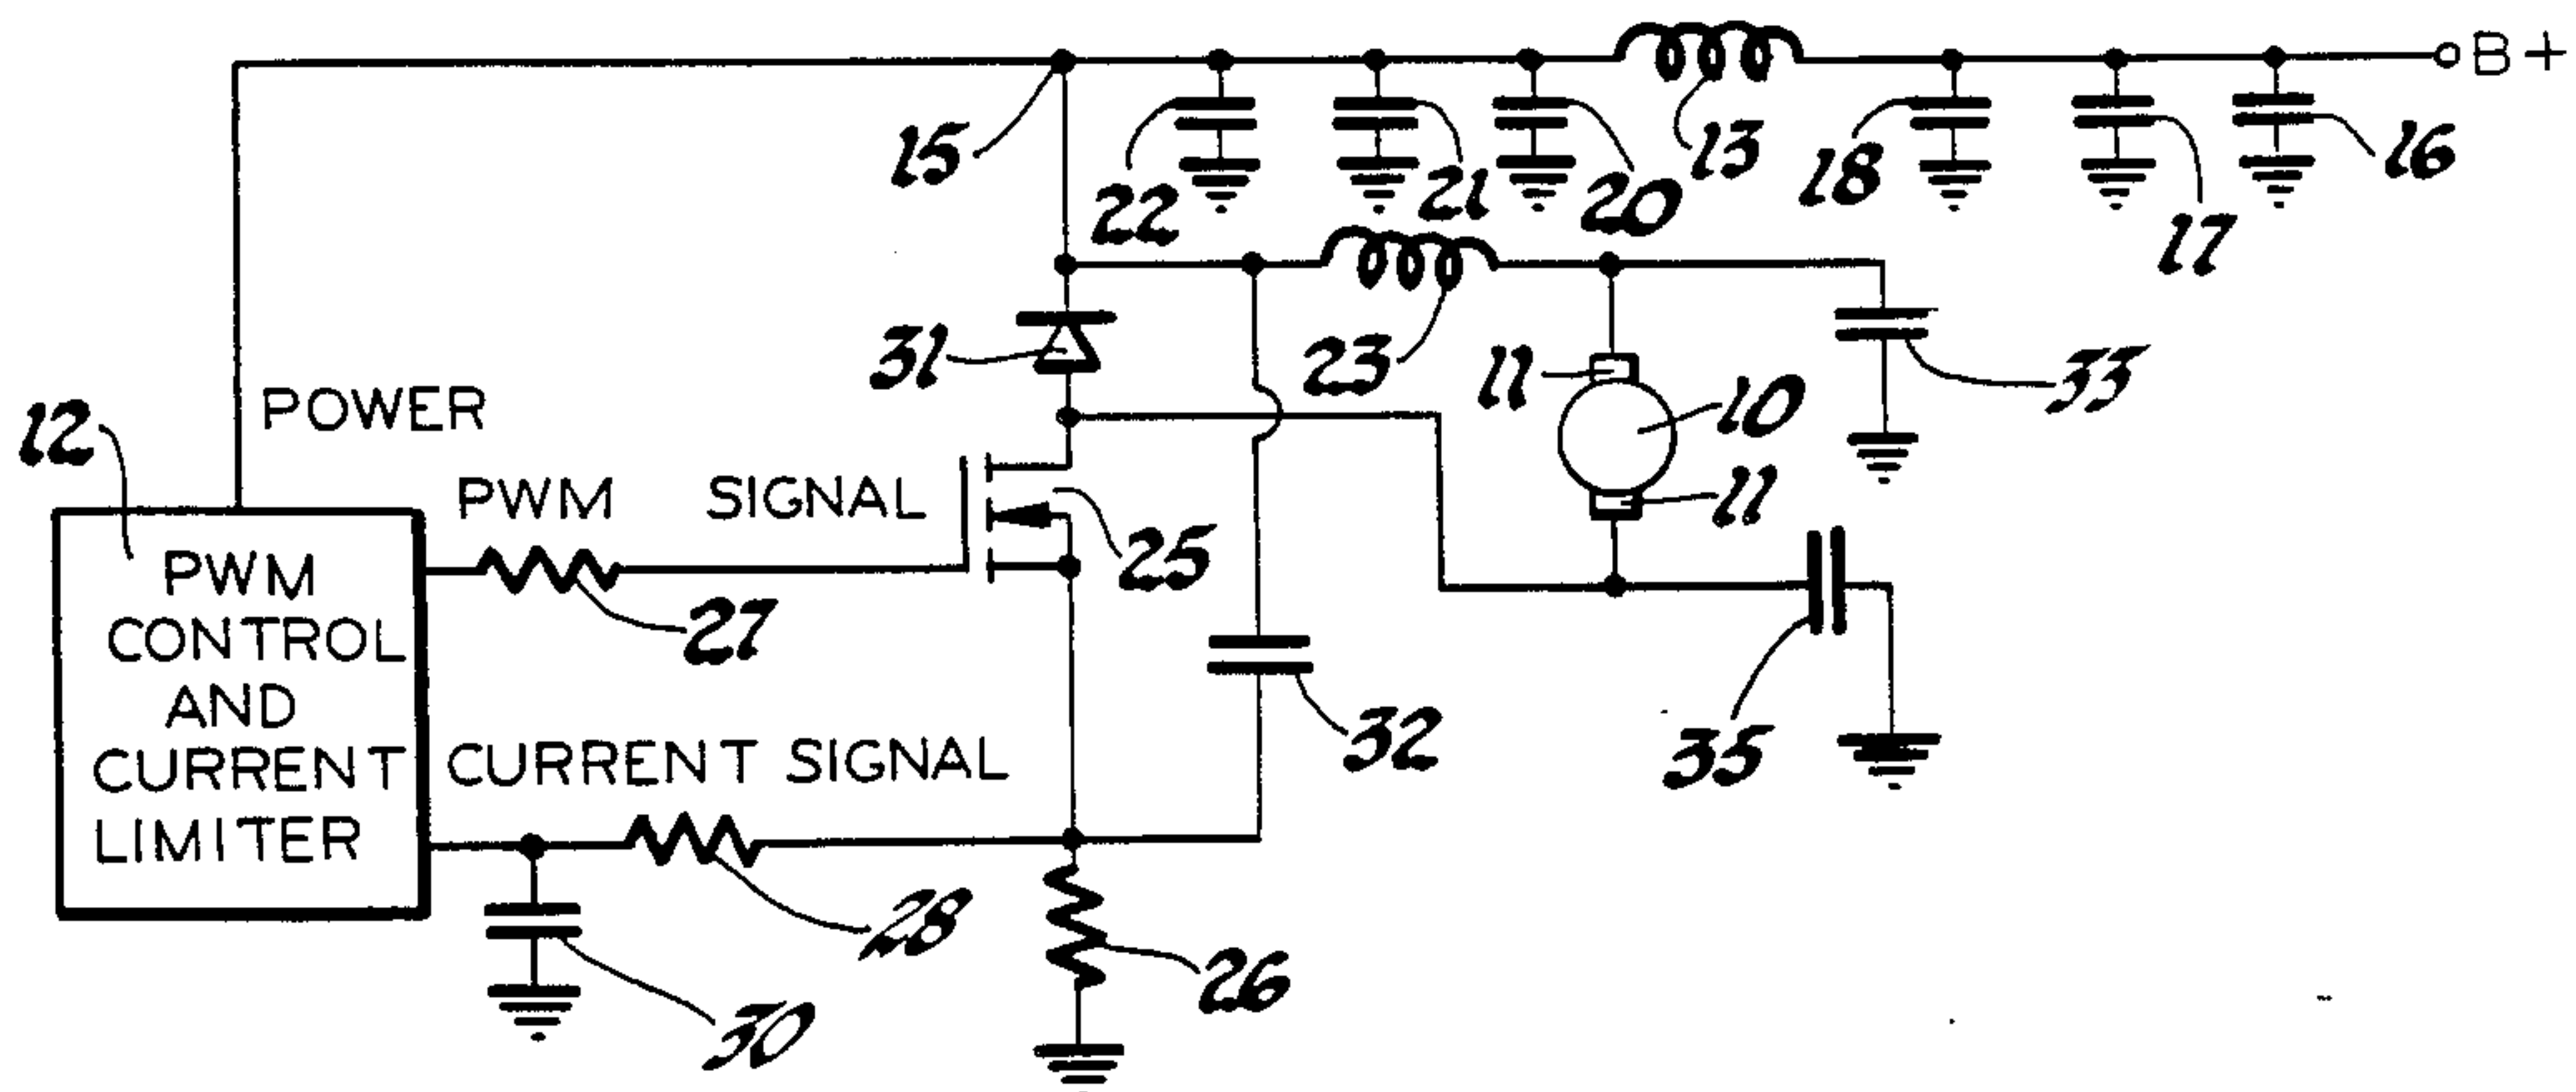 B+
15
22
21
20
13
18
17
16
31
23
11
10
33
12
POWER
PWM SIGNAL
11
25
27
PWM
CONTROL
AND
CURRENT
LIMITER
CURRENT SIGNAL
32
35
28
26
30